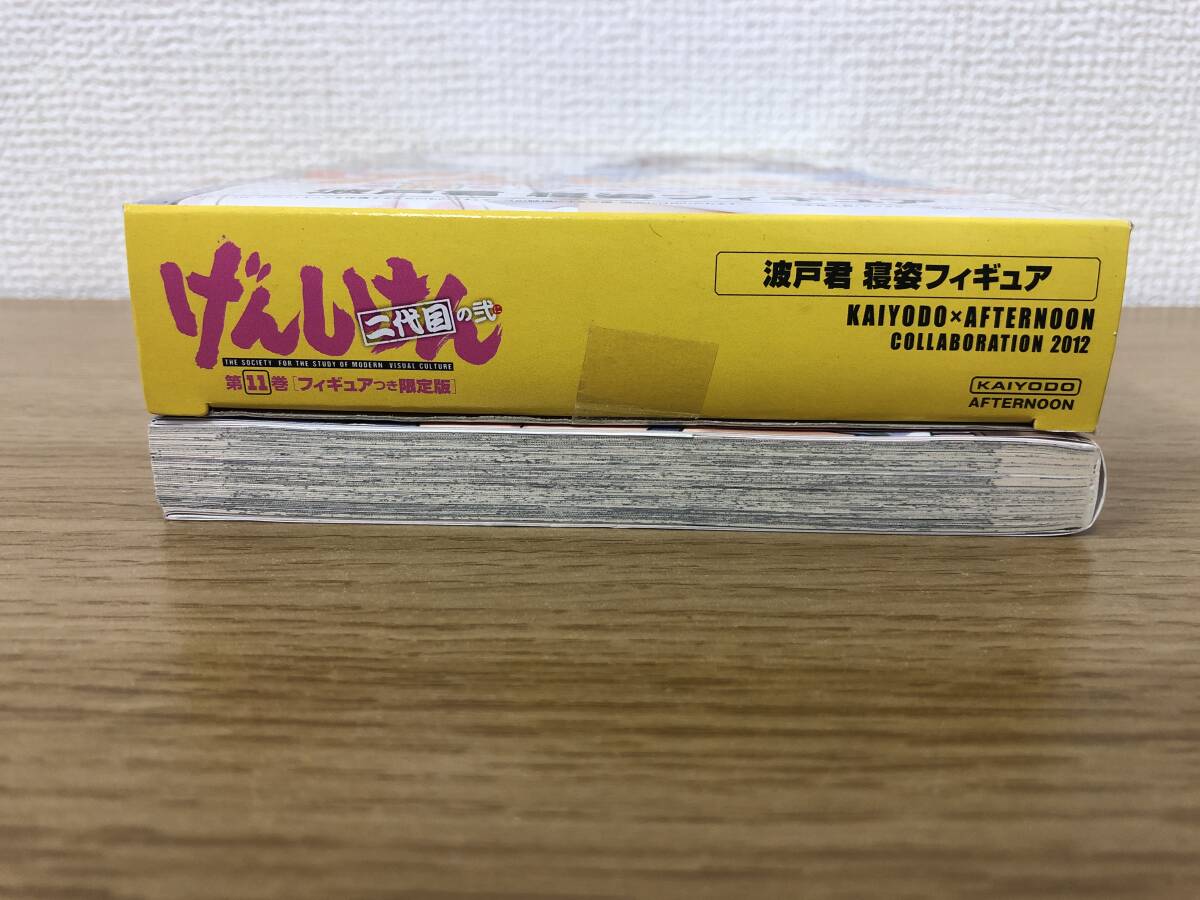 げんしけん
二代目の弐
に
THE SOCIETY FOR THE STUDY OF MODERN VISUAL CULTURE
第11巻[フィギュアつき限定版]
波戸君 寝姿フィギュア
KAIYODO×AFTERNOON
COLLABORATION 2012
KAIYODO
AFTERNOON